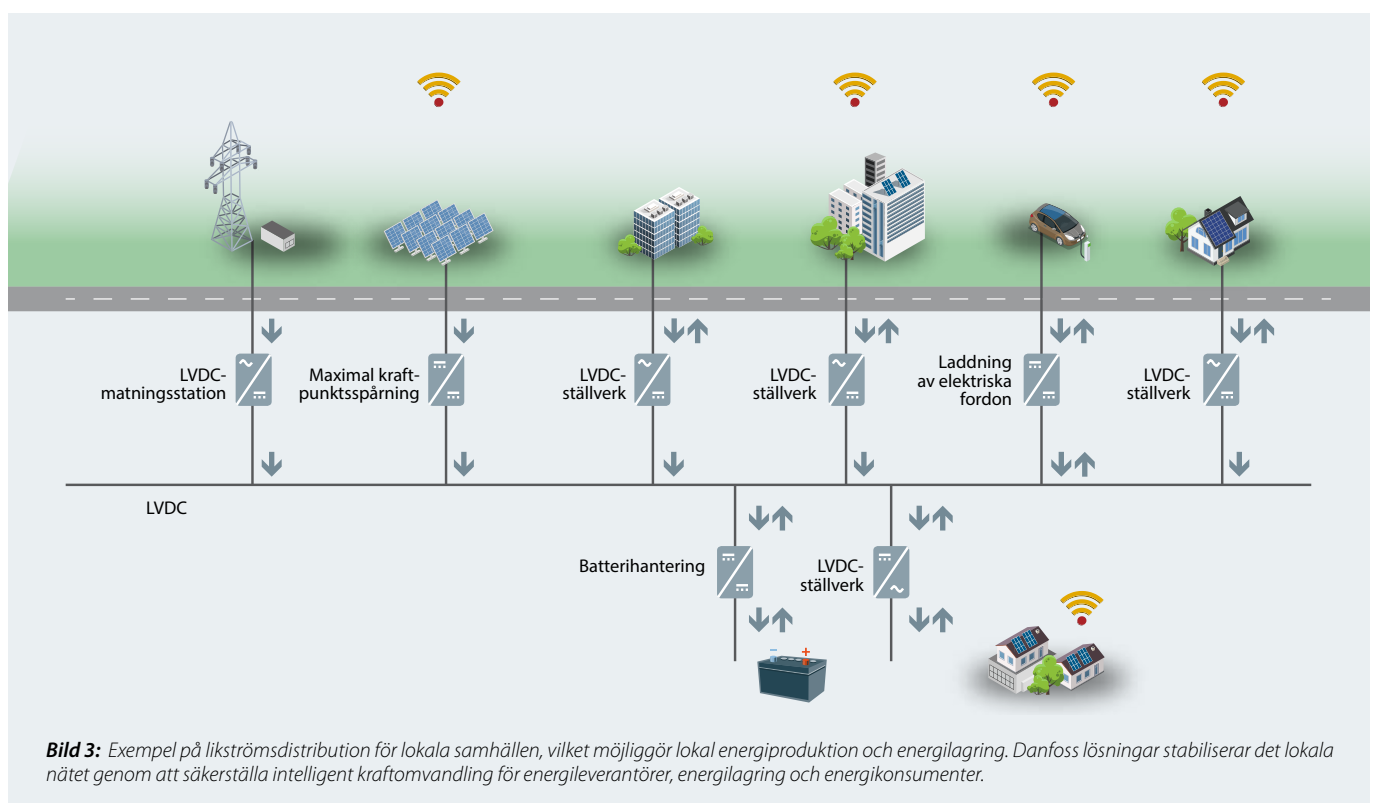 LVDC-
matningsstation
Maximal kraft-
punktsspårning
LVDC-
ställverk
LVDC-
ställverk
Laddning
av elektriska
fordon
LVDC-
ställverk
LVDC
Batterihantering
LVDC-
ställverk
Bild 3: Exempel på likströmsdistribution för lokala samhällen, vilket möjliggör lokal energiproduktion och energilagring. Danfoss lösningar stabiliserar det lokala
nätet genom att säkerställa intelligent kraftomvandling för energileverantörer, energilagring och energikonsumenter.